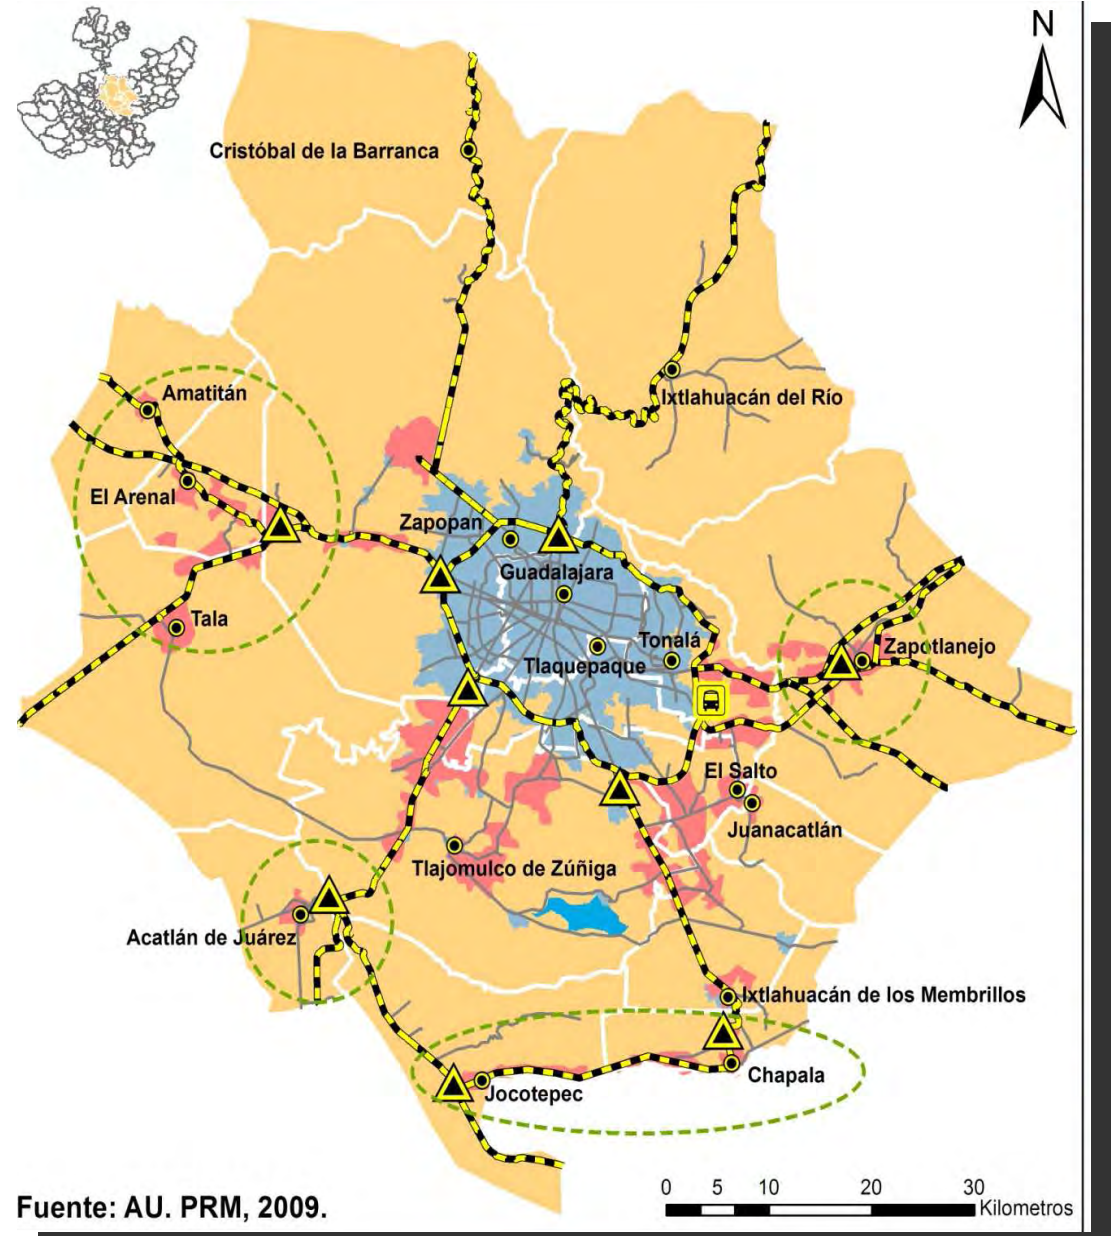 N
Cristóbal de la Barranca
Amatitán
Ixtlahuacán del Río
El Arenal
Zapopan
Guadalajara
Tala
Tonalá
Tlaquepaque
Zapotlanejo
El Salto
Juanacatlán
Tlajomulco de Zúñiga
Acatlán de Juárez
Ixtlahuacán de los Membrillos
Chapala
Jocotepec
0 5 10 20 30
Kilometros
Fuente: AU. PRM, 2009.